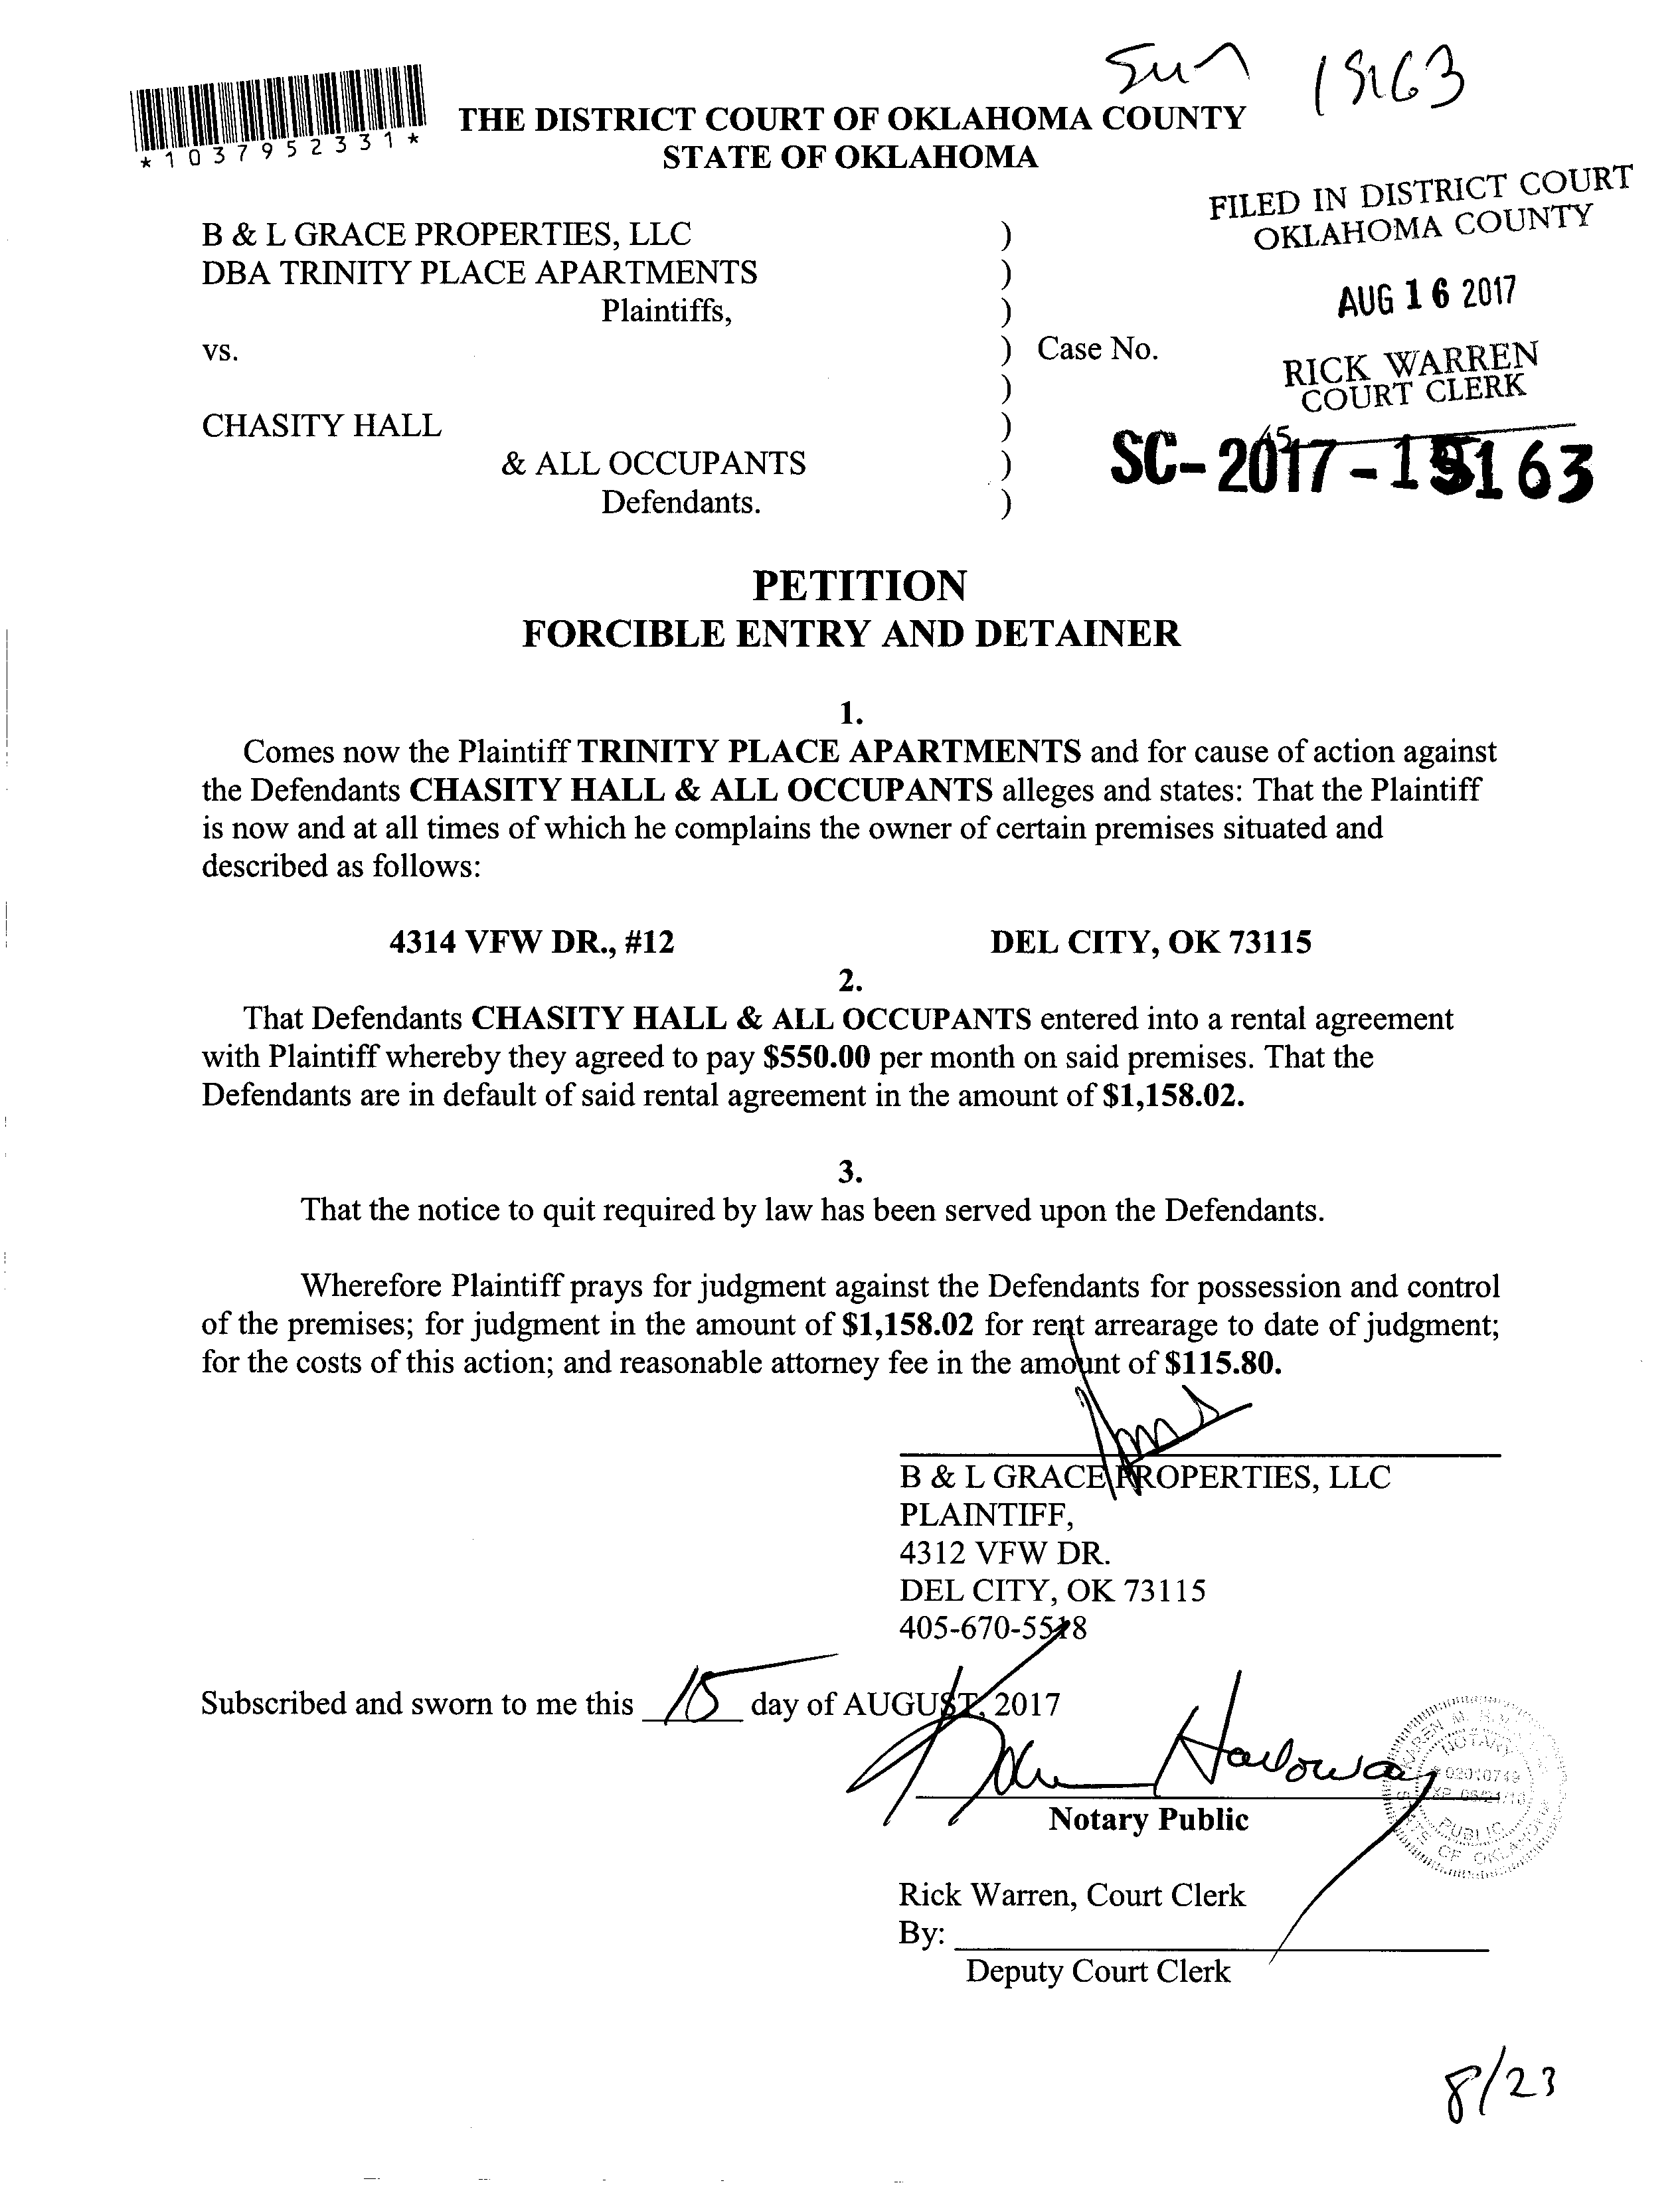 THE DISTRICT COURT OF OKLAHOMA COUNTY
STATE OF OKLAHOMA
*1037952331*
FILED IN DISTRICT COURT
OKLAHOMA COUNTY
AUG 16 2017
RICK WARREN
COURT CLERK
B & L GRACE PROPERTIES, LLC )
DBA TRINITY PLACE APARTMENTS )
Plaintiffs, )
vs. ) Case No.
)
CHASITY HALL )
& ALL OCCUPANTS )
Defendants. )
SC-2017-
PETITION
FORCIBLE ENTRY AND DETAINER
1.
Comes now the Plaintiff TRINITY PLACE APARTMENTS and for cause of action against
the Defendants CHASITY HALL & ALL OCCUPANTS alleges and states: That the Plaintiff
is now and at all times of which he complains the owner of certain premises situated and
described as follows:
4314 VFW DR., #12 DEL CITY, OK 73115
2.
That Defendants CHASITY HALL & ALL OCCUPANTS entered into a rental agreement
with Plaintiff whereby they agreed to pay $550.00 per month on said premises. That the
Defendants are in default of said rental agreement in the amount of $1,158.02.
3.
That the notice to quit required by law has been served upon the Defendants.
Wherefore Plaintiff prays for judgment against the Defendants for possession and control
of the premises; for judgment in the amount of $1,158.02 for rent arrearage to date of judgment;
for the costs of this action; and reasonable attorney fee in the amount of $115.80.
B & L GRACE PROPERTIES, LLC
PLAINTIFF,
4312 VFW DR.
DEL CITY, OK 73115
405-670-5518
Subscribed and sworn to me this 15 day of AUGUST, 2017
Holloway
Notary Public
NOTARY
PUBLIC
Rick Warren, Court Clerk
By:
Deputy Court Clerk
8/23